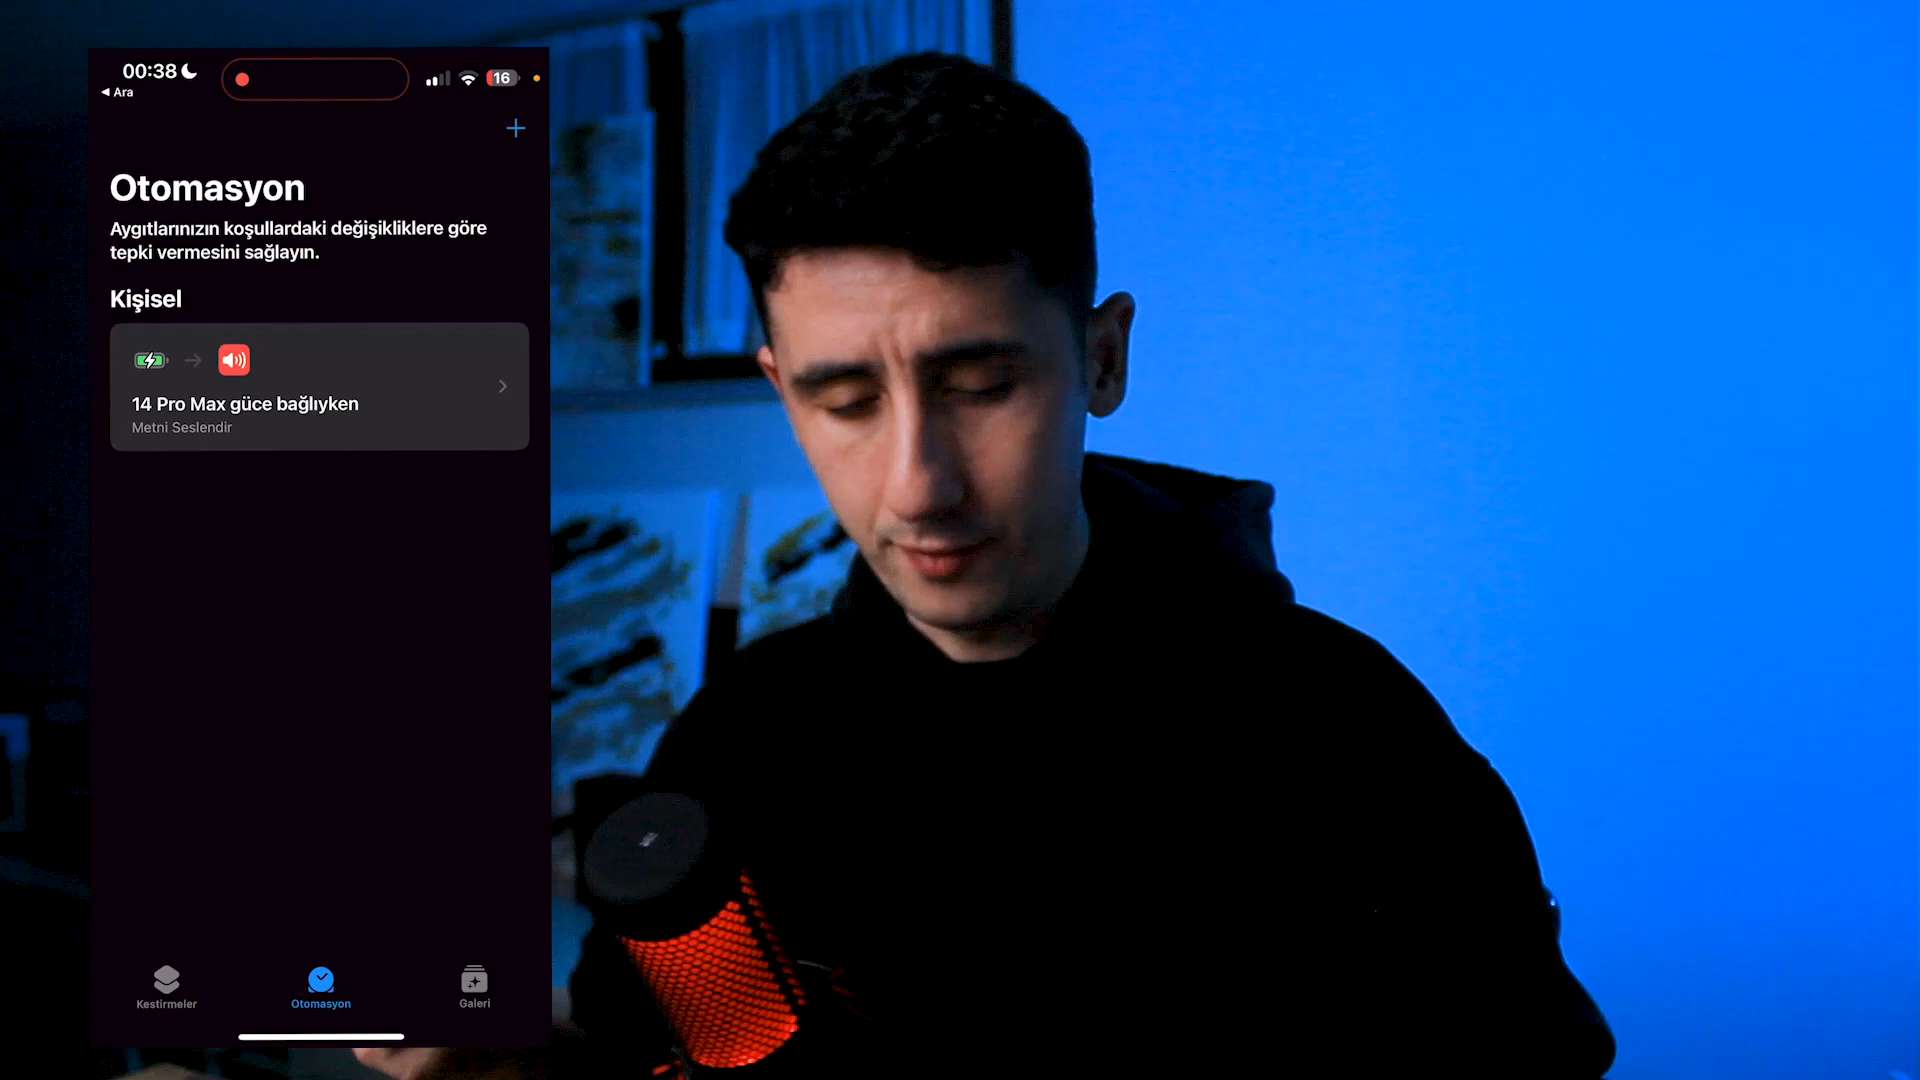 00:38
16
◀ Ara
+
Otomasyon
Aygıtlarınızın koşullardaki değişikliklere göre
tepki vermesini sağlayın.
Kişisel
14 Pro Max güce bağlıyken
Metni Seslendir
Kestirmeler
Otomasyon
Galeri